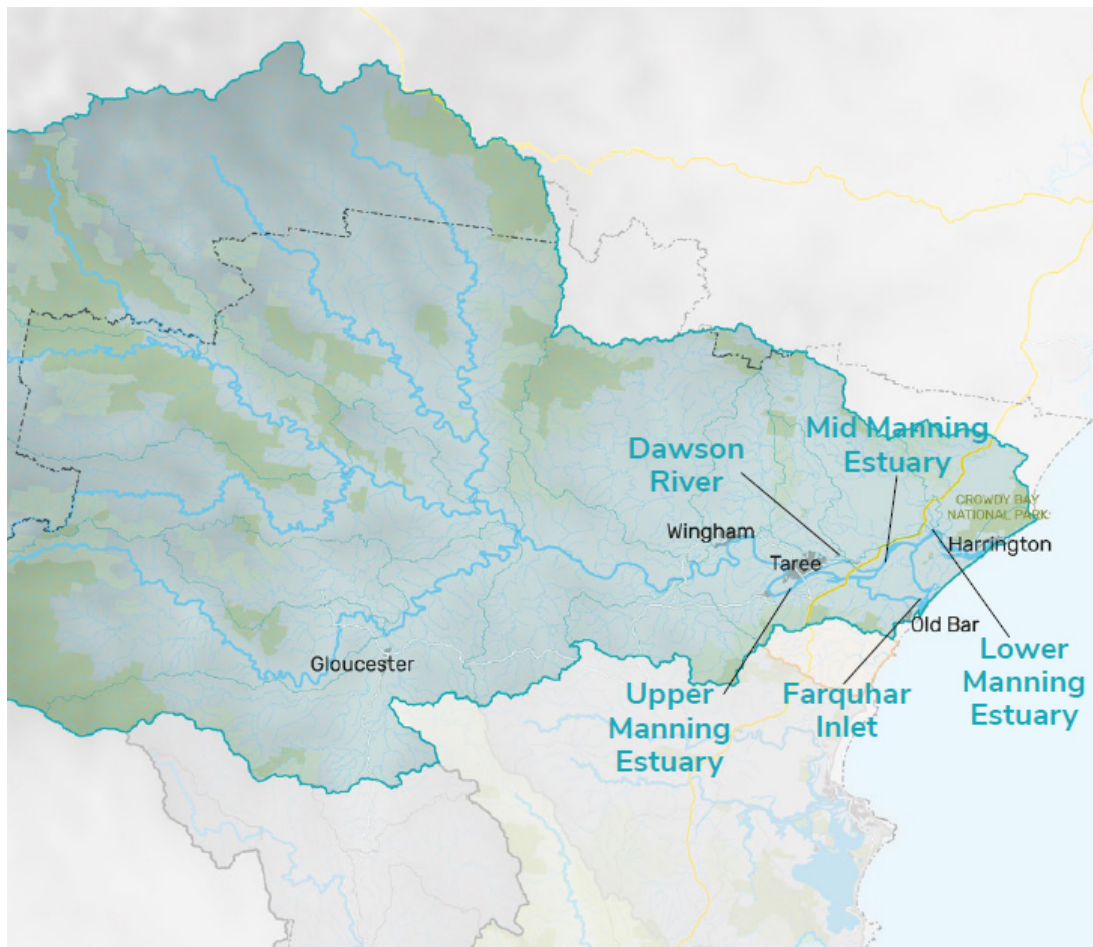 Mid Manning
Estuary
Dawson
River
CROWDY BAY
NATIONAL PARK
Wingham
Harrington
Taree
Old Bar
Gloucester
Lower
Manning
Estuary
Upper
Manning
Estuary
Farquhar
Inlet